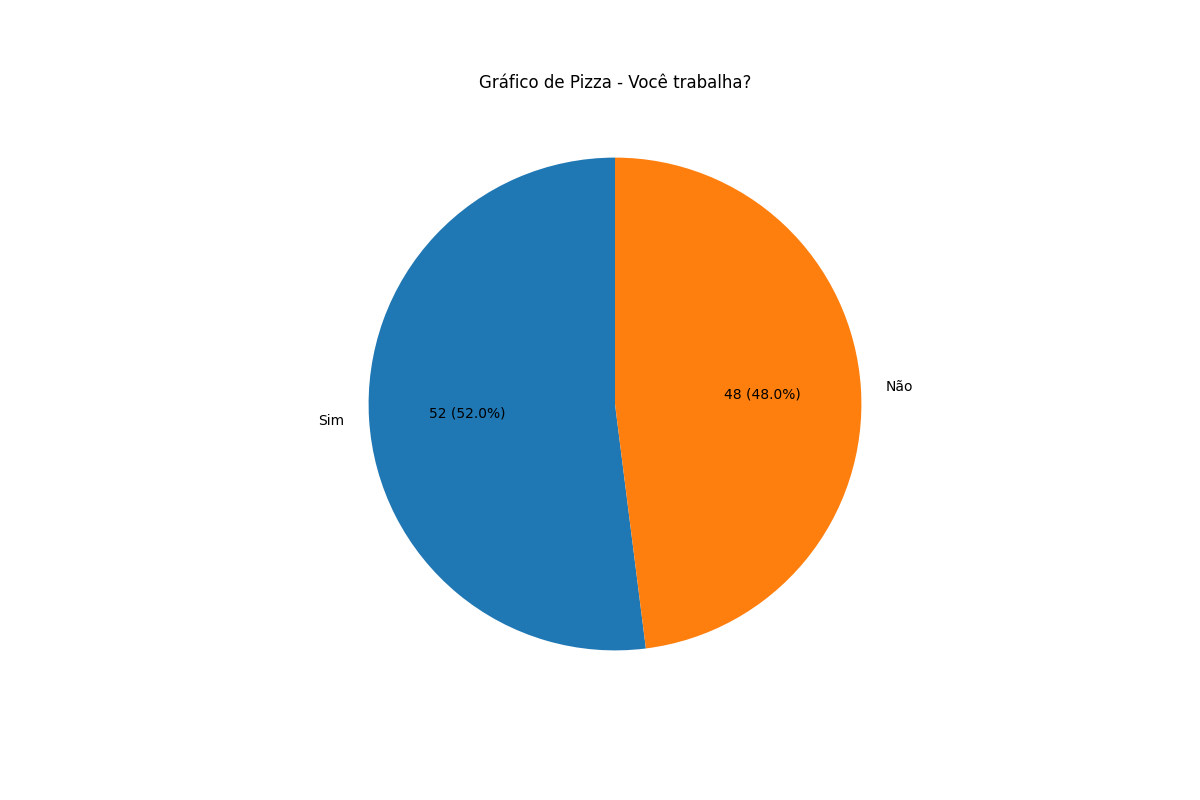 Gráfico de Pizza - Você trabalha?
48 (48.0%)
Não
52 (52.0%)
Sim